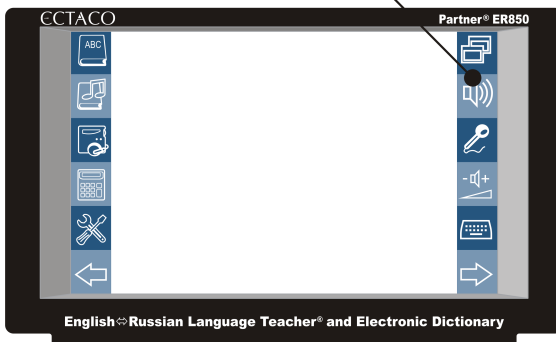 ECTACO Partner® ER850
ABC
- +
English⇔Russian Language Teacher® and Electronic Dictionary